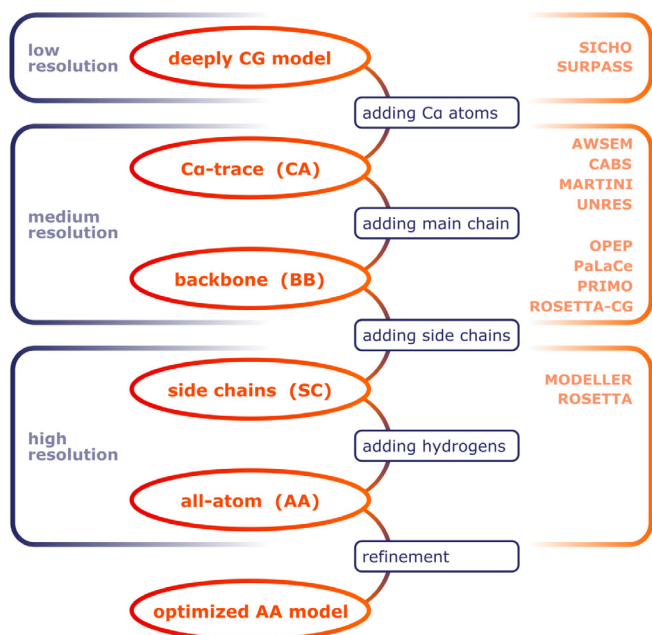 low
resolution
deeply CG model
SICHO
SURPASS
adding Cα atoms
Cα-trace (CA)
AWSEM
CABS
MARTINI
UNRES
medium
resolution
adding main chain
OPEP
PaLaCe
PRIMO
ROSETTA-CG
backbone (BB)
adding side chains
side chains (SC)
MODELLER
ROSETTA
high
resolution
adding hydrogens
all-atom (AA)
refinement
optimized AA model